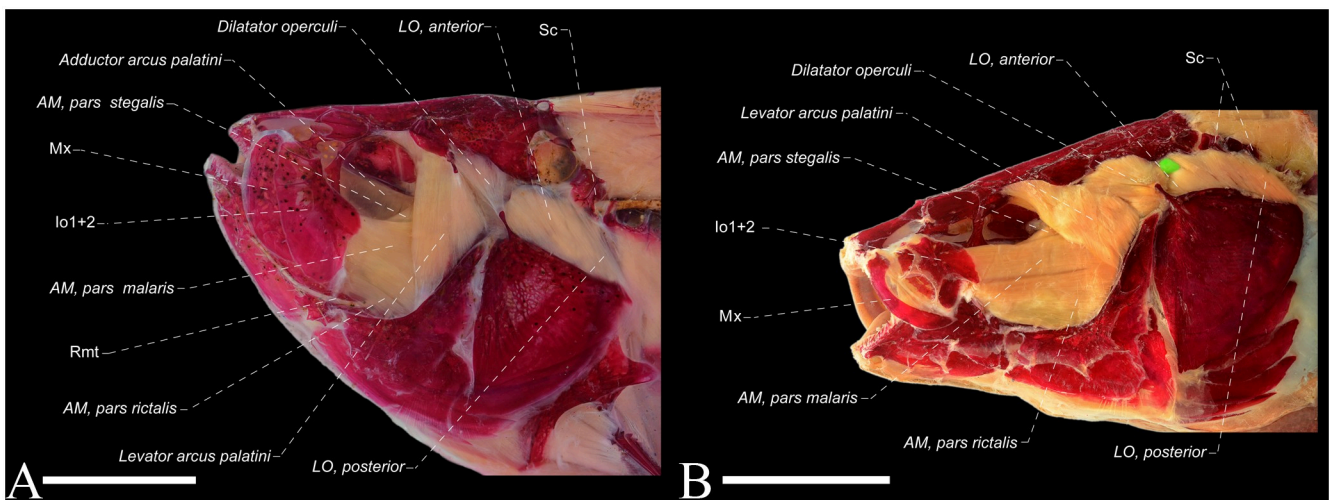 Dilatator operculi
LO, anterior
Sc
Adductor arcus palatini
AM, pars stegalis
Mx
Io1+2
AM, pars malaris
Rmt
AM, pars rictalis
Levator arcus palatini
LO, posterior
A
LO, anterior
Sc
Dilatator operculi
Levator arcus palatini
AM, pars stegalis
Io1+2
Mx
AM, pars malaris
AM, pars rictalis
LO, posterior
B